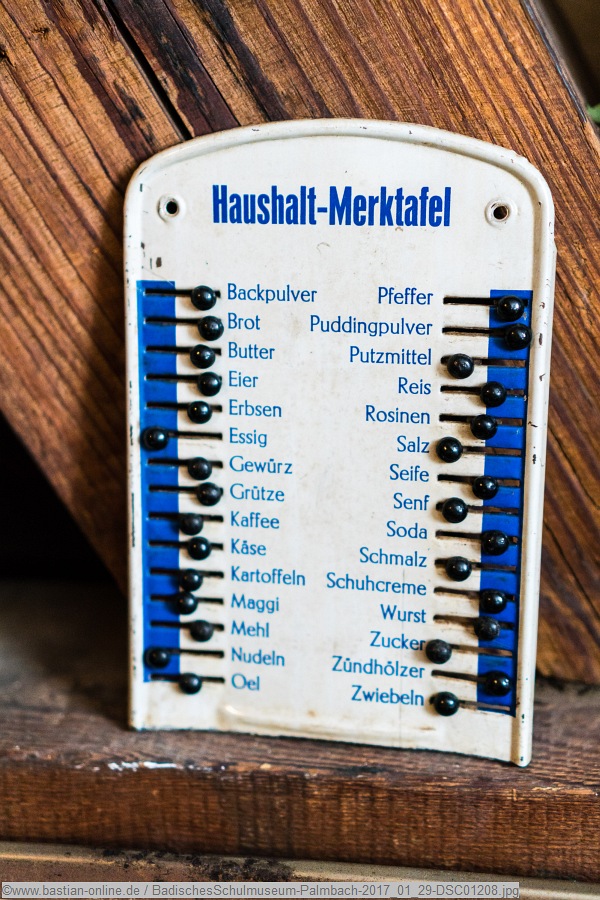 Haushalt-Merktafel
Backpulver
Brot
Butter
Eier
Erbsen
Essig
Gewürz
Grütze
Kaffee
Käse
Kartoffeln
Maggi
Mehl
Nudeln
Oel
Pfeffer
Puddingpulver
Putzmittel
Reis
Rosinen
Salz
Seife
Senf
Soda
Schmalz
Schuhcreme
Wurst
Zucker
Zündhölzer
Zwiebeln
©www.bastian-online.de / BadischesSchulmuseum-Palmbach-2017_01_29-DSC01208.jpg